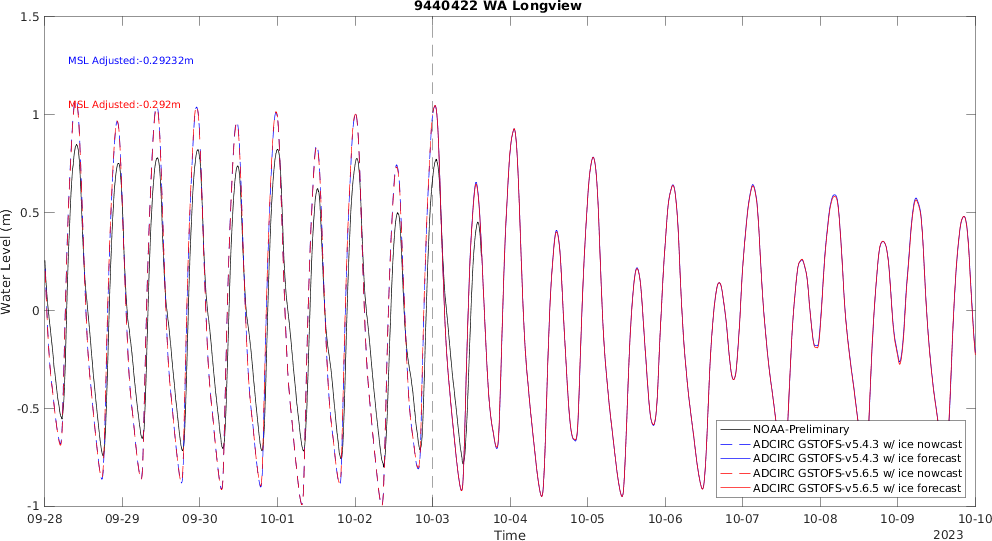 9440422 WA Longview
1.5
1
0.5
0
-0.5
-1
Water Level (m)
MSL Adjusted:-0.29232m
MSL Adjusted:-0.292m
NOAA-Preliminary
ADCIRC GSTOFS-v5.4.3 w/ ice nowcast
ADCIRC GSTOFS-v5.4.3 w/ ice forecast
ADCIRC GSTOFS-v5.6.5 w/ ice nowcast
ADCIRC GSTOFS-v5.6.5 w/ ice forecast
09-28 09-29 09-30 10-01 10-02 10-03 10-04 10-05 10-06 10-07 10-08 10-09 10-10
Time
2023